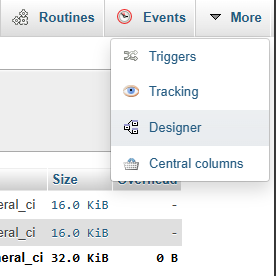 Routines Events More
Triggers
Tracking
Designer
Central columns
Size Overhead
eral_ci 16.0 KiB -
eral_ci 16.0 KiB -
neral_ci 32.0 KiB 0 B